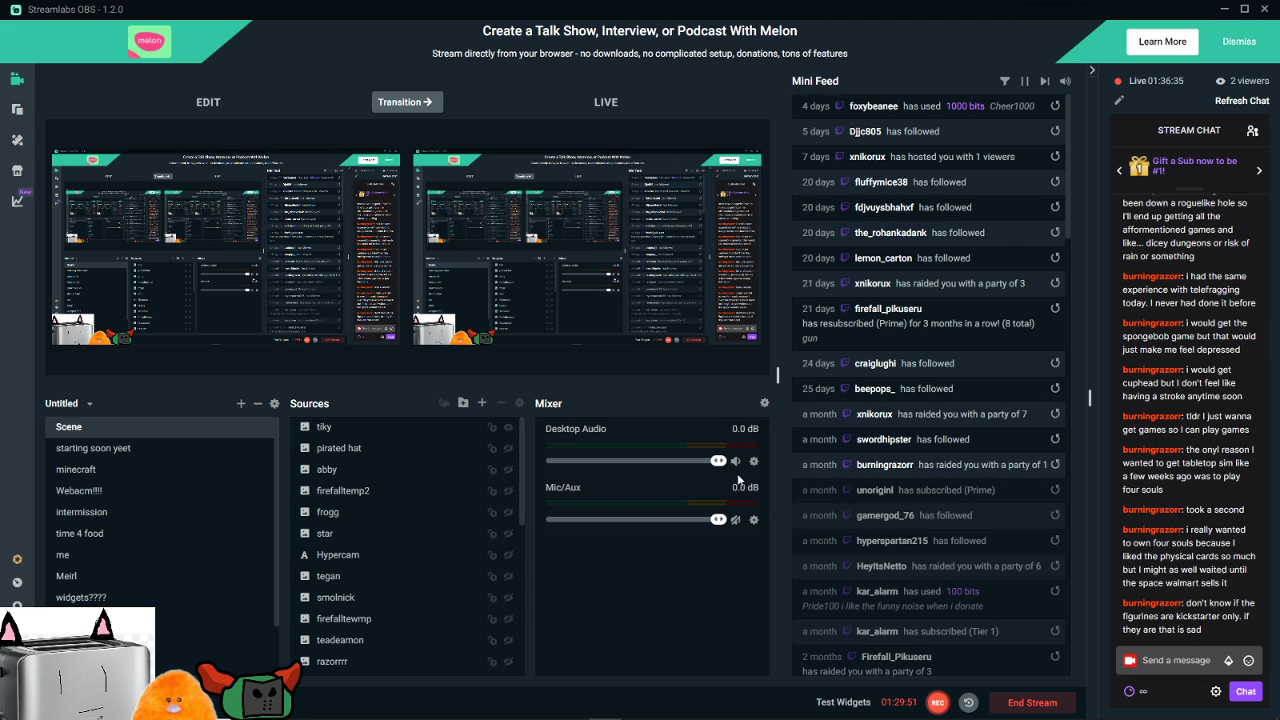 Streamlabs OBS - 1.2.0
melon
Create a Talk Show, Interview, or Podcast With Melon
Stream directly from your browser - no downloads, no complicated setup, donations, tons of features
Learn More
Dismiss
EDIT
Transition
LIVE
New
Untitled
Scene
starting soon yeet
minecraft
Webacm!!!!
intermission
time 4 food
me
Meirl
widgets????
Sources
tiky
pirated hat
abby
firefalltemp2
frogg
star
Hypercam
tegan
smolnick
firefalltewmp
teademon
razorrrr
Mixer
Desktop Audio
0.0 dB
Mic/Aux
0.0 dB
Mini Feed
4 days foxybeanee has used 1000 bits Cheer1000
5 days Djjc805 has followed
7 days xnikorux has hosted you with 1 viewers
20 days fluffymice38 has followed
20 days fdjyuysbhahxf has followed
20 days the_rohankadank has followed
20 days lemon_carton has followed
21 days xnikorux has raided you with a party of 3
21 days firefall_pikuseru
has resubscribed (Prime) for 3 months in a row! (8 total)
gun
24 days craiglughi has followed
25 days beepops_ has followed
a month xnikorux has raided you with a party of 7
a month swordhipster has followed
a month burningrazorr has raided you with a party of 1
a month unoriginl has subscribed (Prime)
a month gamergod_76 has followed
a month hyperspartan215 has followed
a month HeyItsNetto has raided you with a party of 6
a month kar_alarm has used 100 bits
Pride100 i like the funny noise when i donate
a month kar_alarm has subscribed (Tier 1)
2 months Firefall_Pikuseru
has raided you with a party of 3
Live 01:36:35
2 viewers
Refresh Chat
STREAM CHAT
Gift a Sub now to be
#1!
been down a roguelike hole so
I'll end up getting all the
afformentioner games and
like... enter gungeons or risk of
rain or something
burningrazorr: i had the same
experience with defragging
today, I never had done it before
burningrazorr: i would get the
spongebob game but that would
just make me feel depressed
burningrazorr: i would get
cuphead but I don't feel like
having a stroke anytime soon
burningrazorr: tldr I just wanna
get games so I can play games
burningrazorr: the onyl reason I
wanted to get tabletop sim like
a few weeks ago was to play
four souls
burningrazorr: took a second
burningrazorr: i really wanted
to own four souls because I
liked the physical cards so much
but I might as well waited until
the space walmart sells it
burningrazorr: don't know if the
figurines are kickstarter only. if
they are that is sad
Send a message
∞
Chat
Test Widgets
01:29:51
REC
End Stream